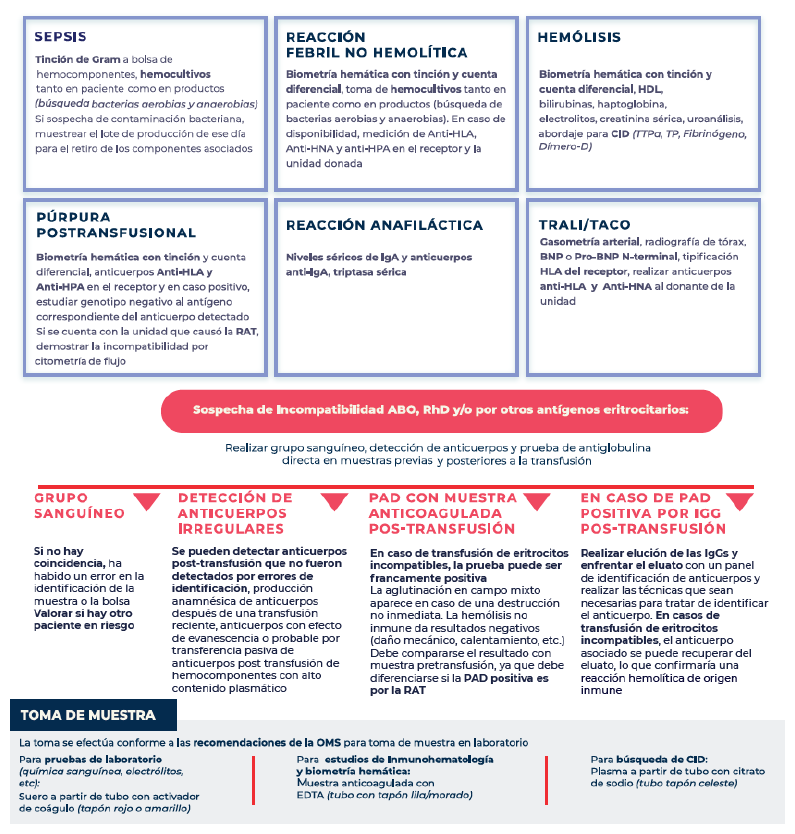 SEPSIS
Tinción de Gram a bolsa de
hemocomponentes, hemocultivos
tanto en paciente como en productos
(búsqueda bacterias aerobias y anaerobias)
Si sospecha de contaminación bacteriana,
muestrear el lote de producción de ese día
para el retiro de los componentes asociados
REACCIÓN
FEBRIL NO HEMOLÍTICA
Biometría hemática con tinción y cuenta
diferencial, toma de hemocultivos tanto en
paciente como en productos (búsqueda de
bacterias aerobias y anaerobias). En caso de
disponibilidad, medición de Anti-HLA,
Anti-HNA y anti-HPA en el receptor y la
unidad donada
HEMÓLISIS
Biometría hemática con tinción y
cuenta diferencial, HDL,
bilirubinas, haptoglobina,
electrolitos, creatinina sérica, uroanálisis,
abordaje para CID (TTPa, TP, Fibrinógeno,
Dímero-D)
PÚRPURA
POSTRANSFUSIONAL
Biometría hemática con tinción y cuenta
diferencial, anticuerpos Anti-HLA y
Anti-HPA en el receptor y en caso positivo,
estudiar genotipo negativo al antígeno
correspondiente del anticuerpo detectado
Si se cuenta con la unidad que causó la RAT,
demostrar la incompatibilidad por
citometría de flujo
REACCIÓN ANAFILÁCTICA
Niveles séricos de IgA y anticuerpos
anti-IgA, triptasa sérica
TRALI/TACO
Gasometría arterial, radiografía de tórax,
BNP o Pro-BNP N-terminal, tipificación
HLA del receptor, realizar anticuerpos
anti-HLA y Anti-HNA al donante de la
unidad
Sospecha de Incompatibilidad ABO, RhD y/o por otros antígenos eritrocitarios:
Realizar grupo sanguíneo, detección de anticuerpos y prueba de antiglobulina
directa en muestras previas y posteriores a la transfusión
GRUPO
SANGUÍNEO
Si no hay
coincidencia, ha
habido un error en la
identificación de la
muestra o la bolsa
Valorar si hay otro
paciente en riesgo
DETECCIÓN DE
ANTICUERPOS
IRREGULARES
Se pueden detectar anticuerpos
post-transfusión que no fueron
detectados por errores de
identificación, producción
anamnésica de anticuerpos
después de una transfusión
reciente, anticuerpos con efecto
de evanescencia o probable por
transferencia pasiva de
anticuerpos post transfusión de
hemocomponentes con alto
contenido plasmático
PAD CON MUESTRA
ANTICOAGULADA
POS-TRANSFUSIÓN
En caso de transfusión de eritrocitos
incompatibles, la prueba puede ser
francamente positiva
La aglutinación en campo mixto
aparece en caso de una destrucción
no inmediata. La hemólisis no
inmune da resultados negativos
(daño mecánico, calentamiento, etc.)
Debe compararse el resultado con
muestra pretransfusión, ya que debe
diferenciarse si la PAD positiva es
por la RAT
EN CASO DE PAD
POSITIVA POR IGG
POS-TRANSFUSIÓN
Realizar elución de las IgGs y
enfrentar el eluato con un panel
de identificación de anticuerpos y
realizar las técnicas que sean
necesarias para tratar de identificar
el anticuerpo. En casos de
transfusión de eritrocitos
incompatibles, el anticuerpo
asociado se puede recuperar del
eluato, lo que confirmaría una
reacción hemolítica de origen
inmune
TOMA DE MUESTRA
La toma se efectúa conforme a las recomendaciones de la OMS para toma de muestra en laboratorio
Para pruebas de laboratorio
(química sanguínea, electrólitos,
etc):
Suero a partir de tubo con activador
de coágulo (tapón rojo o amarillo)
Para estudios de Inmunohematología
y biometría hemática:
Muestra anticoagulada con
EDTA (tubo con tapón lila/morado)
Para búsqueda de CID:
Plasma a partir de tubo con citrato
de sodio (tubo tapón celeste)